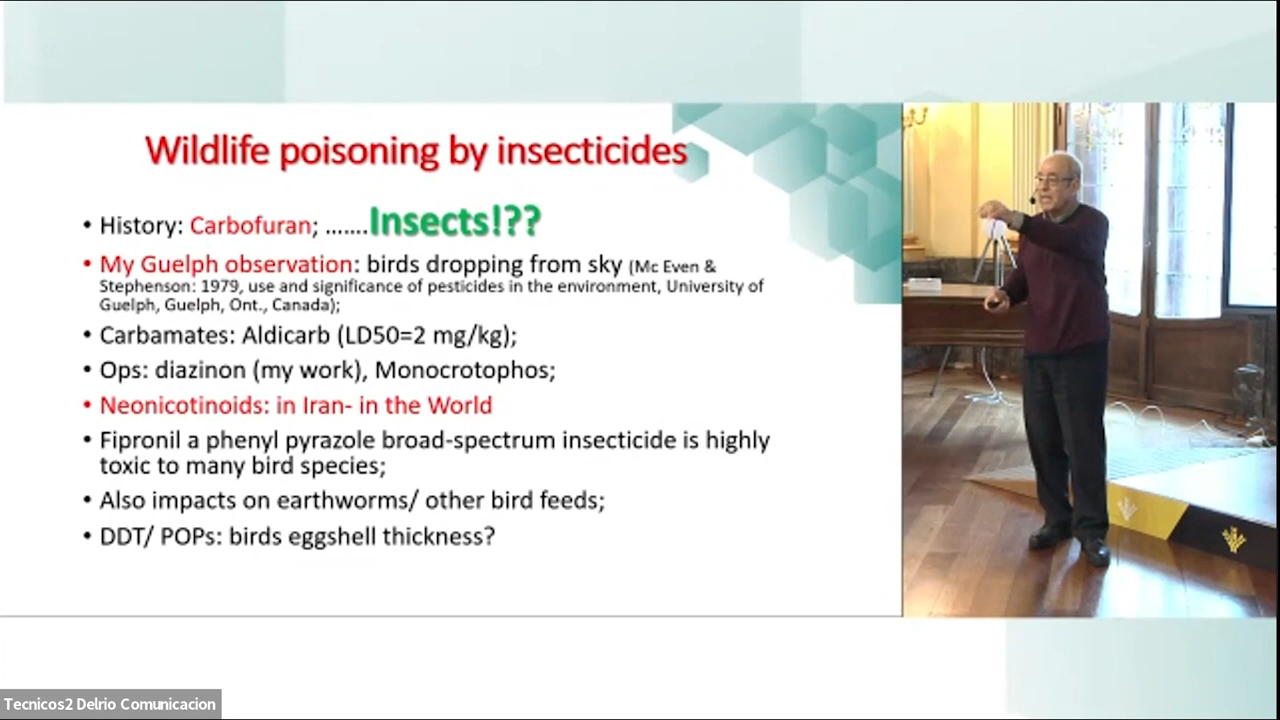 Wildlife poisoning by insecticides
• History: Carbofuran; …….Insects!??
• My Guelph observation: birds dropping from sky (Mc Even &
Stephenson: 1979, use and significance of pesticides in the environment, University of
Guelph, Guelph, Ont., Canada);
• Carbamates: Aldicarb (LD50=2 mg/kg);
• Ops: diazinon (my work), Monocrotophos;
• Neonicotinoids: in Iran- in the World
• Fipronil a phenyl pyrazole broad-spectrum insecticide is highly
toxic to many bird species;
• Also impacts on earthworms/ other bird feeds;
• DDT/ POPs: birds eggshell thickness?
Tecnicos2 Delrio Comunicacion